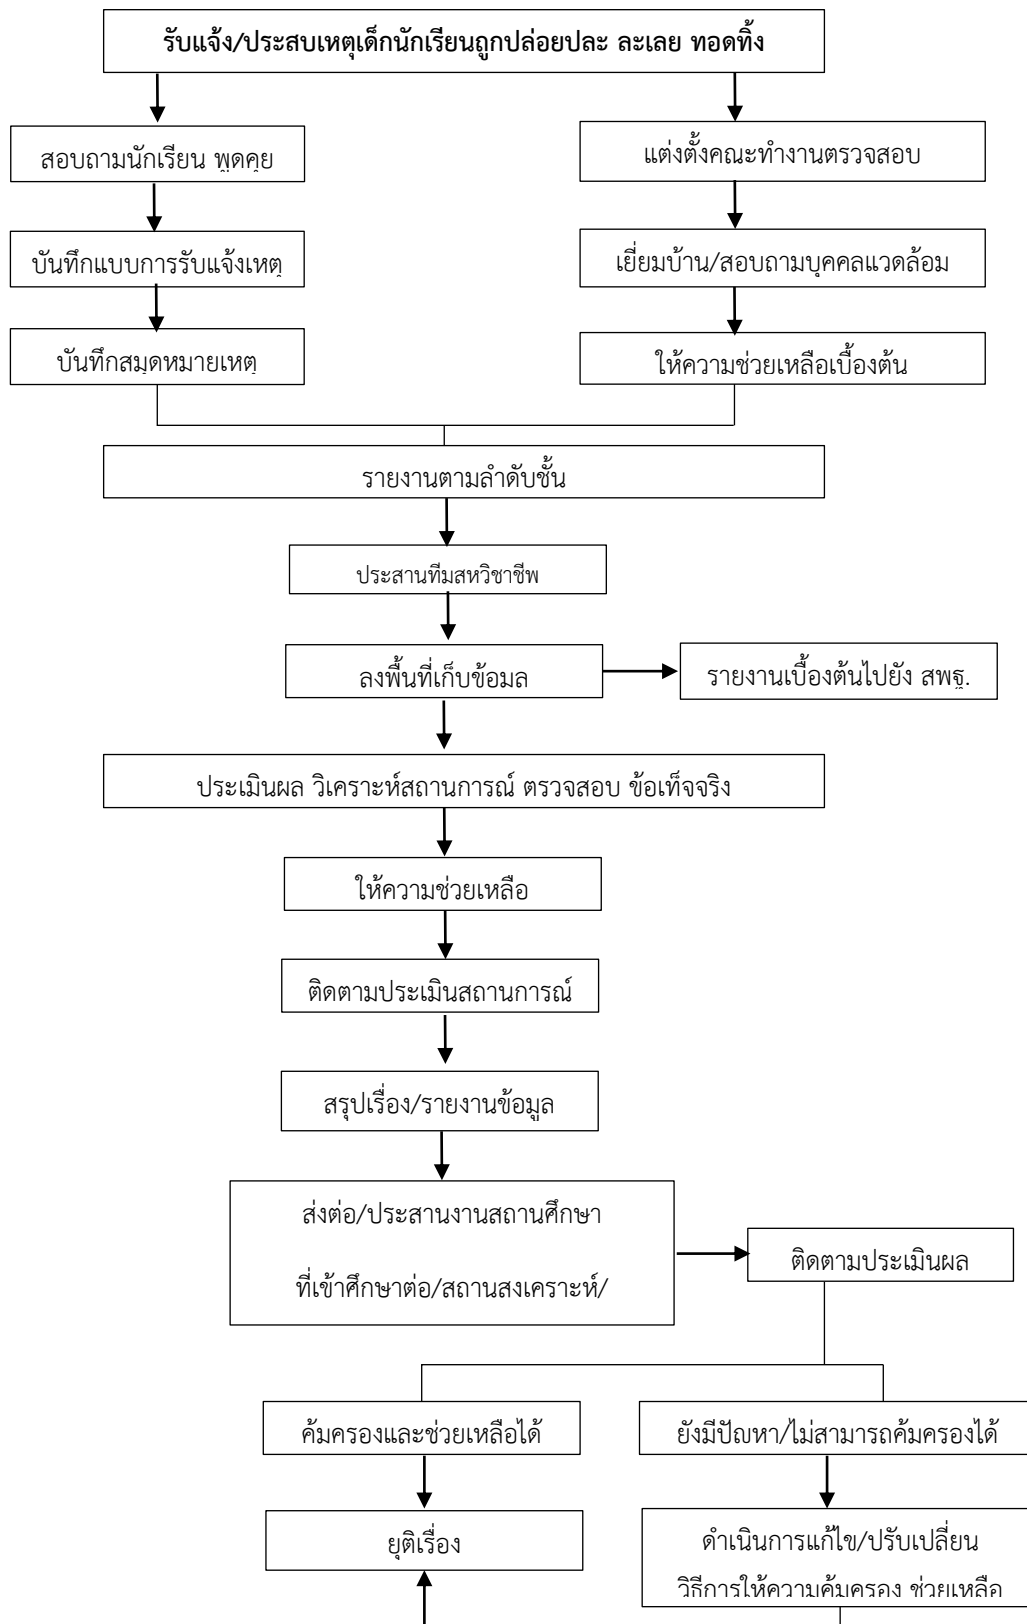 รับแจ้ง/ประสบเหตุเด็กนักเรียนถูกปล่อยปละ ละเลย ทอดทิ้ง
สอบถามนักเรียน พูดคุย
แต่งตั้งคณะทำงานตรวจสอบ
บันทึกแบบการรับแจ้งเหตุ
เยี่ยมบ้าน/สอบถามบุคคลแวดล้อม
บันทึกสมุดหมายเหตุ
ให้ความช่วยเหลือเบื้องต้น
รายงานตามลำดับชั้น
ประสานทีมสหวิชาชีพ
ลงพื้นที่เก็บข้อมูล
รายงานเบื้องต้นไปยัง สพฐ.
ประเมินผล วิเคราะห์สถานการณ์ ตรวจสอบ ข้อเท็จจริง
ให้ความช่วยเหลือ
ติดตามประเมินสถานการณ์
สรุปเรื่อง/รายงานข้อมูล
ส่งต่อ/ประสานงานสถานศึกษา
ที่เข้าศึกษาต่อ/สถานสงเคราะห์/
ติดตามประเมินผล
คุ้มครองและช่วยเหลือได้
ยังมีปัญหา/ไม่สามารถคุ้มครองได้
ยุติเรื่อง
ดำเนินการแก้ไข/ปรับเปลี่ยน
วิธีการให้ความคุ้มครอง ช่วยเหลือ